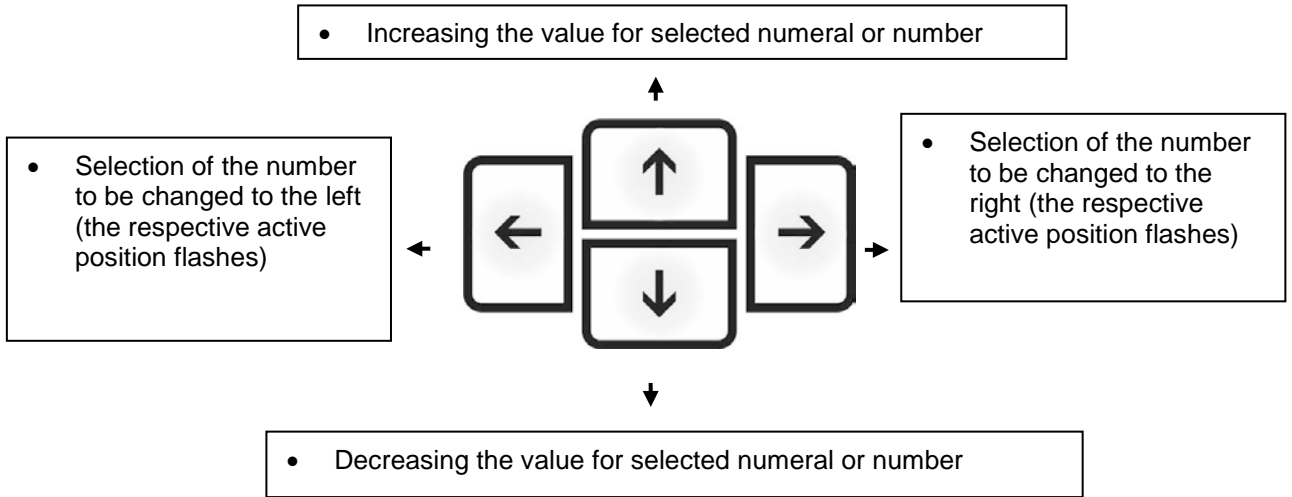 • Increasing the value for selected numeral or number
• Selection of the number
to be changed to the left
(the respective active
position flashes)
• Selection of the number
to be changed to the
right (the respective
active position flashes)
• Decreasing the value for selected numeral or number